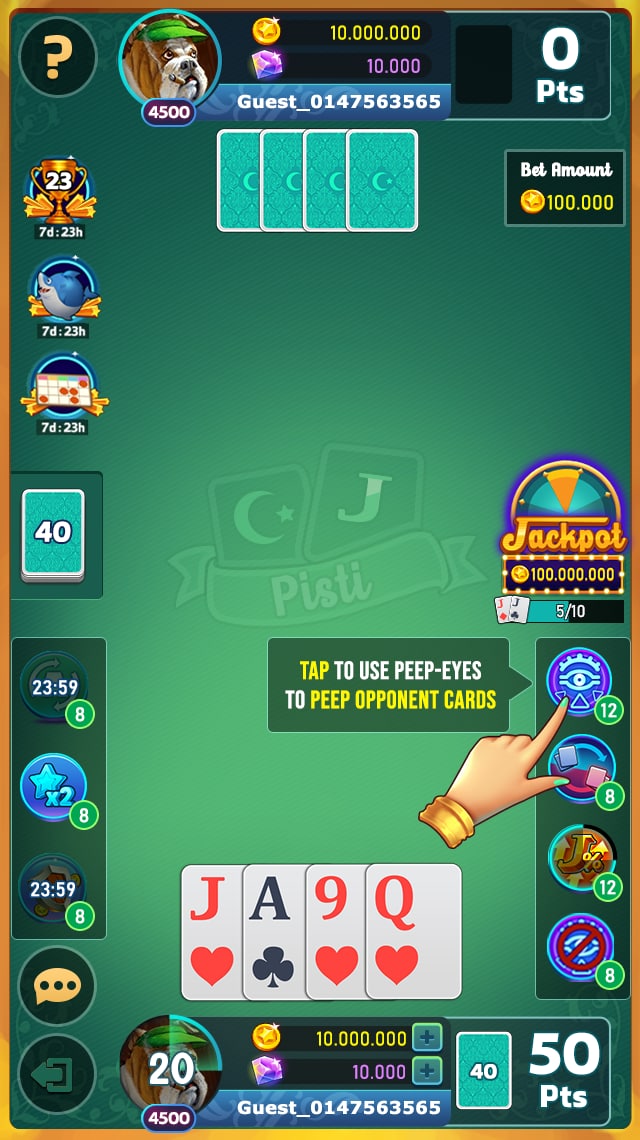 ?
10.000.000
10.000
Guest_0147563565
4500
0
Pts
Bet Amount
100.000
23
7d:23h
7d:23h
7d:23h
40
J
Pisti
Jackpot
100.000.000
J J 5/10
TAP TO USE PEEP-EYES
TO PEEP OPPONENT CARDS
12
8
J%
12
8
23:59
8
x2
8
23:59
8
J A 9 Q
20
4500
10.000.000 +
10.000 +
Guest_0147563565
40
50
Pts